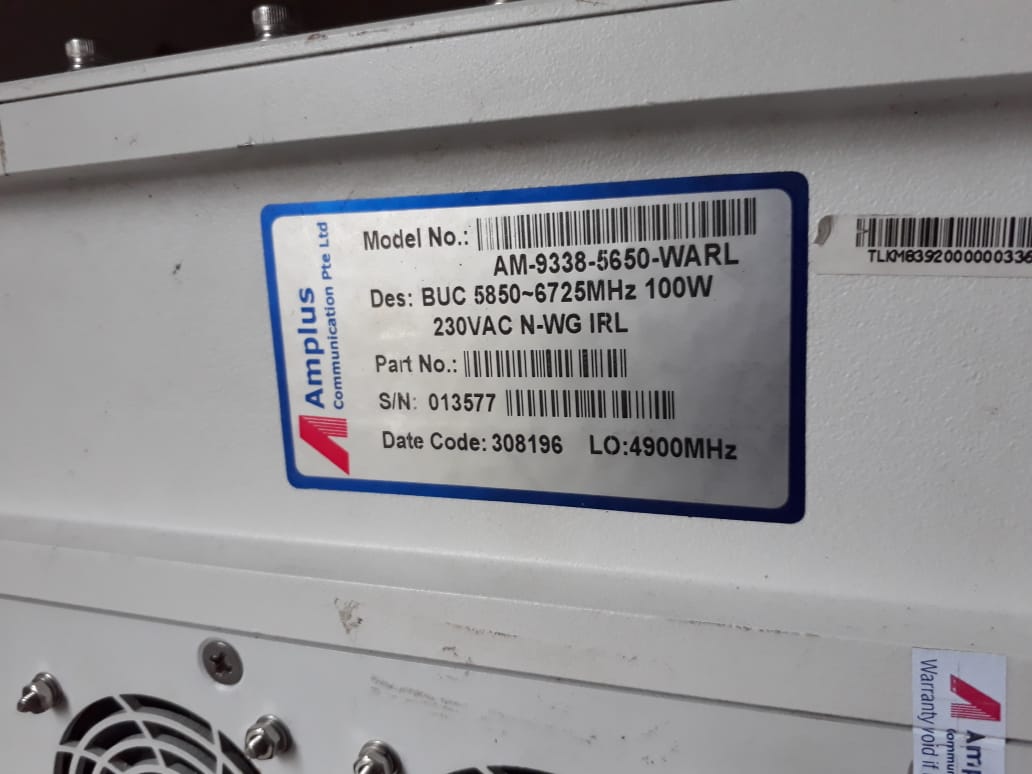 Amplus
Communication Pte Ltd
Model No.:
AM-9338-5650-WARL
Des: BUC 5850~6725MHz 100W
230VAC N-WG IRL
Part No.:
S/N: 013577
Date Code: 308196 LO:4900MHz
TLKM8392000000336
Warranty void if